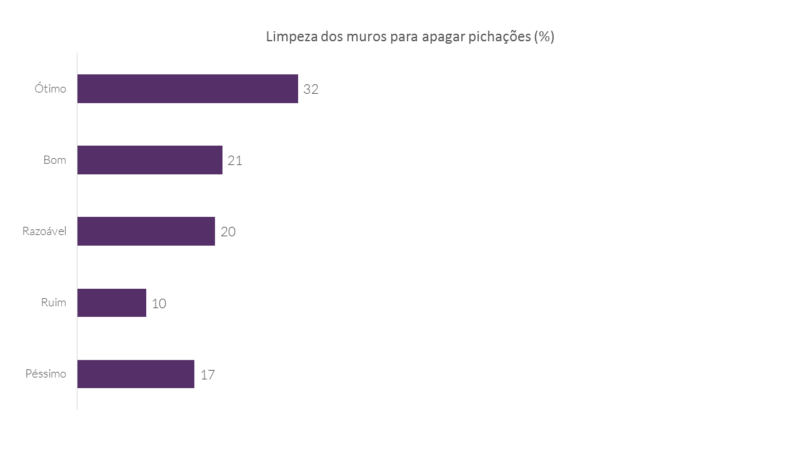 Limpeza dos muros para apagar pichações (%)
Ótimo 32
Bom 21
Razoável 20
Ruim 10
Péssimo 17